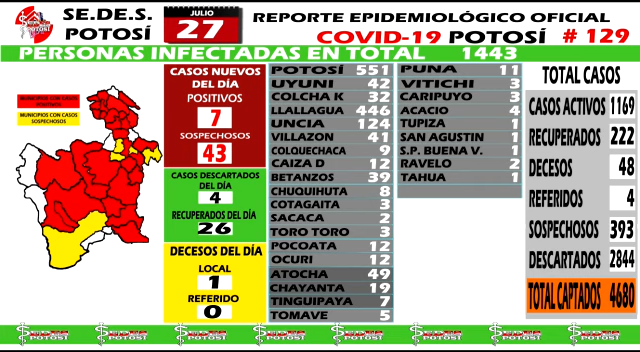 SE.DE.S.
POTOSÍ
JULIO
27
REPORTE EPIDEMIOLÓGICO OFICIAL
COVID-19 POTOSÍ # 129
PERSONAS INFECTADAS EN TOTAL 1443
MUNICIPIOS CON CASOS
POSITIVOS
MUNICIPIOS CON CASOS
SOSPECHOSOS
CASOS NUEVOS
DEL DÍA
POSITIVOS
7
SOSPECHOSOS
43
CASOS DESCARTADOS
DEL DÍA
4
RECUPERADOS DEL DÍA
26
DECESOS DEL DÍA
LOCAL
1
REFERIDO
0
POTOSÍ 551
UYUNI 42
COLCHA K 32
LLALLAGUA 446
UNCIA 124
VILLAZON 41
COLQUECHACA 9
CAIZA D 12
BETANZOS 39
CHUQUIHUTA 8
COTAGAITA 3
SACACA 2
TORO TORO 3
POCOATA 12
OCURI 12
ATOCHA 49
CHAYANTA 19
TINGUIPAYA 7
TOMAVE 5
PUNA 11
VITICHI 3
CARIPUYO 3
ACACIO 4
TUPIZA 1
SAN AGUSTIN 1
S.P. BUENA V. 1
RAVELO 2
TAHUA 1
TOTAL CASOS
CASOS ACTIVOS 1169
RECUPERADOS 222
DECESOS 48
REFERIDOS 4
SOSPECHOSOS 393
DESCARTADOS 2844
TOTAL CAPTADOS 4680